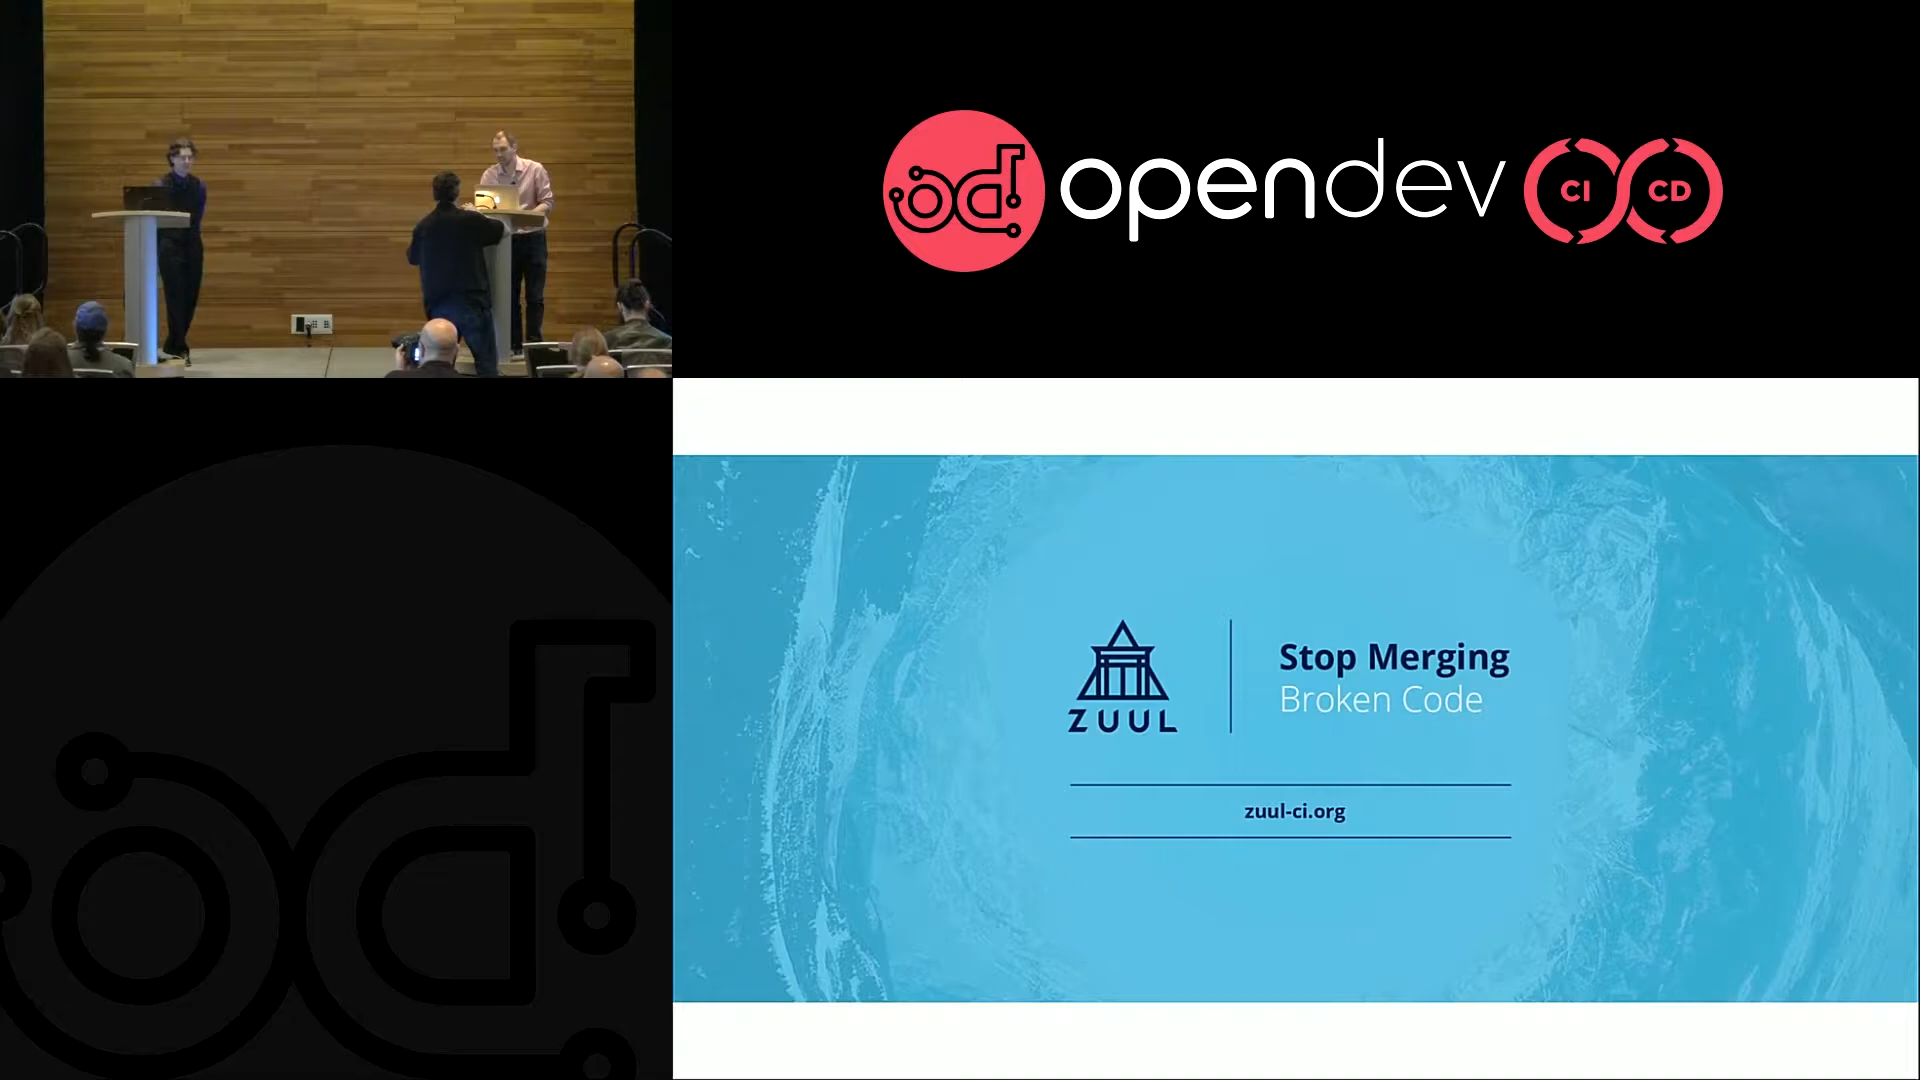 opendev
CI CD
ZUUL
Stop Merging
Broken Code
zuul-ci.org